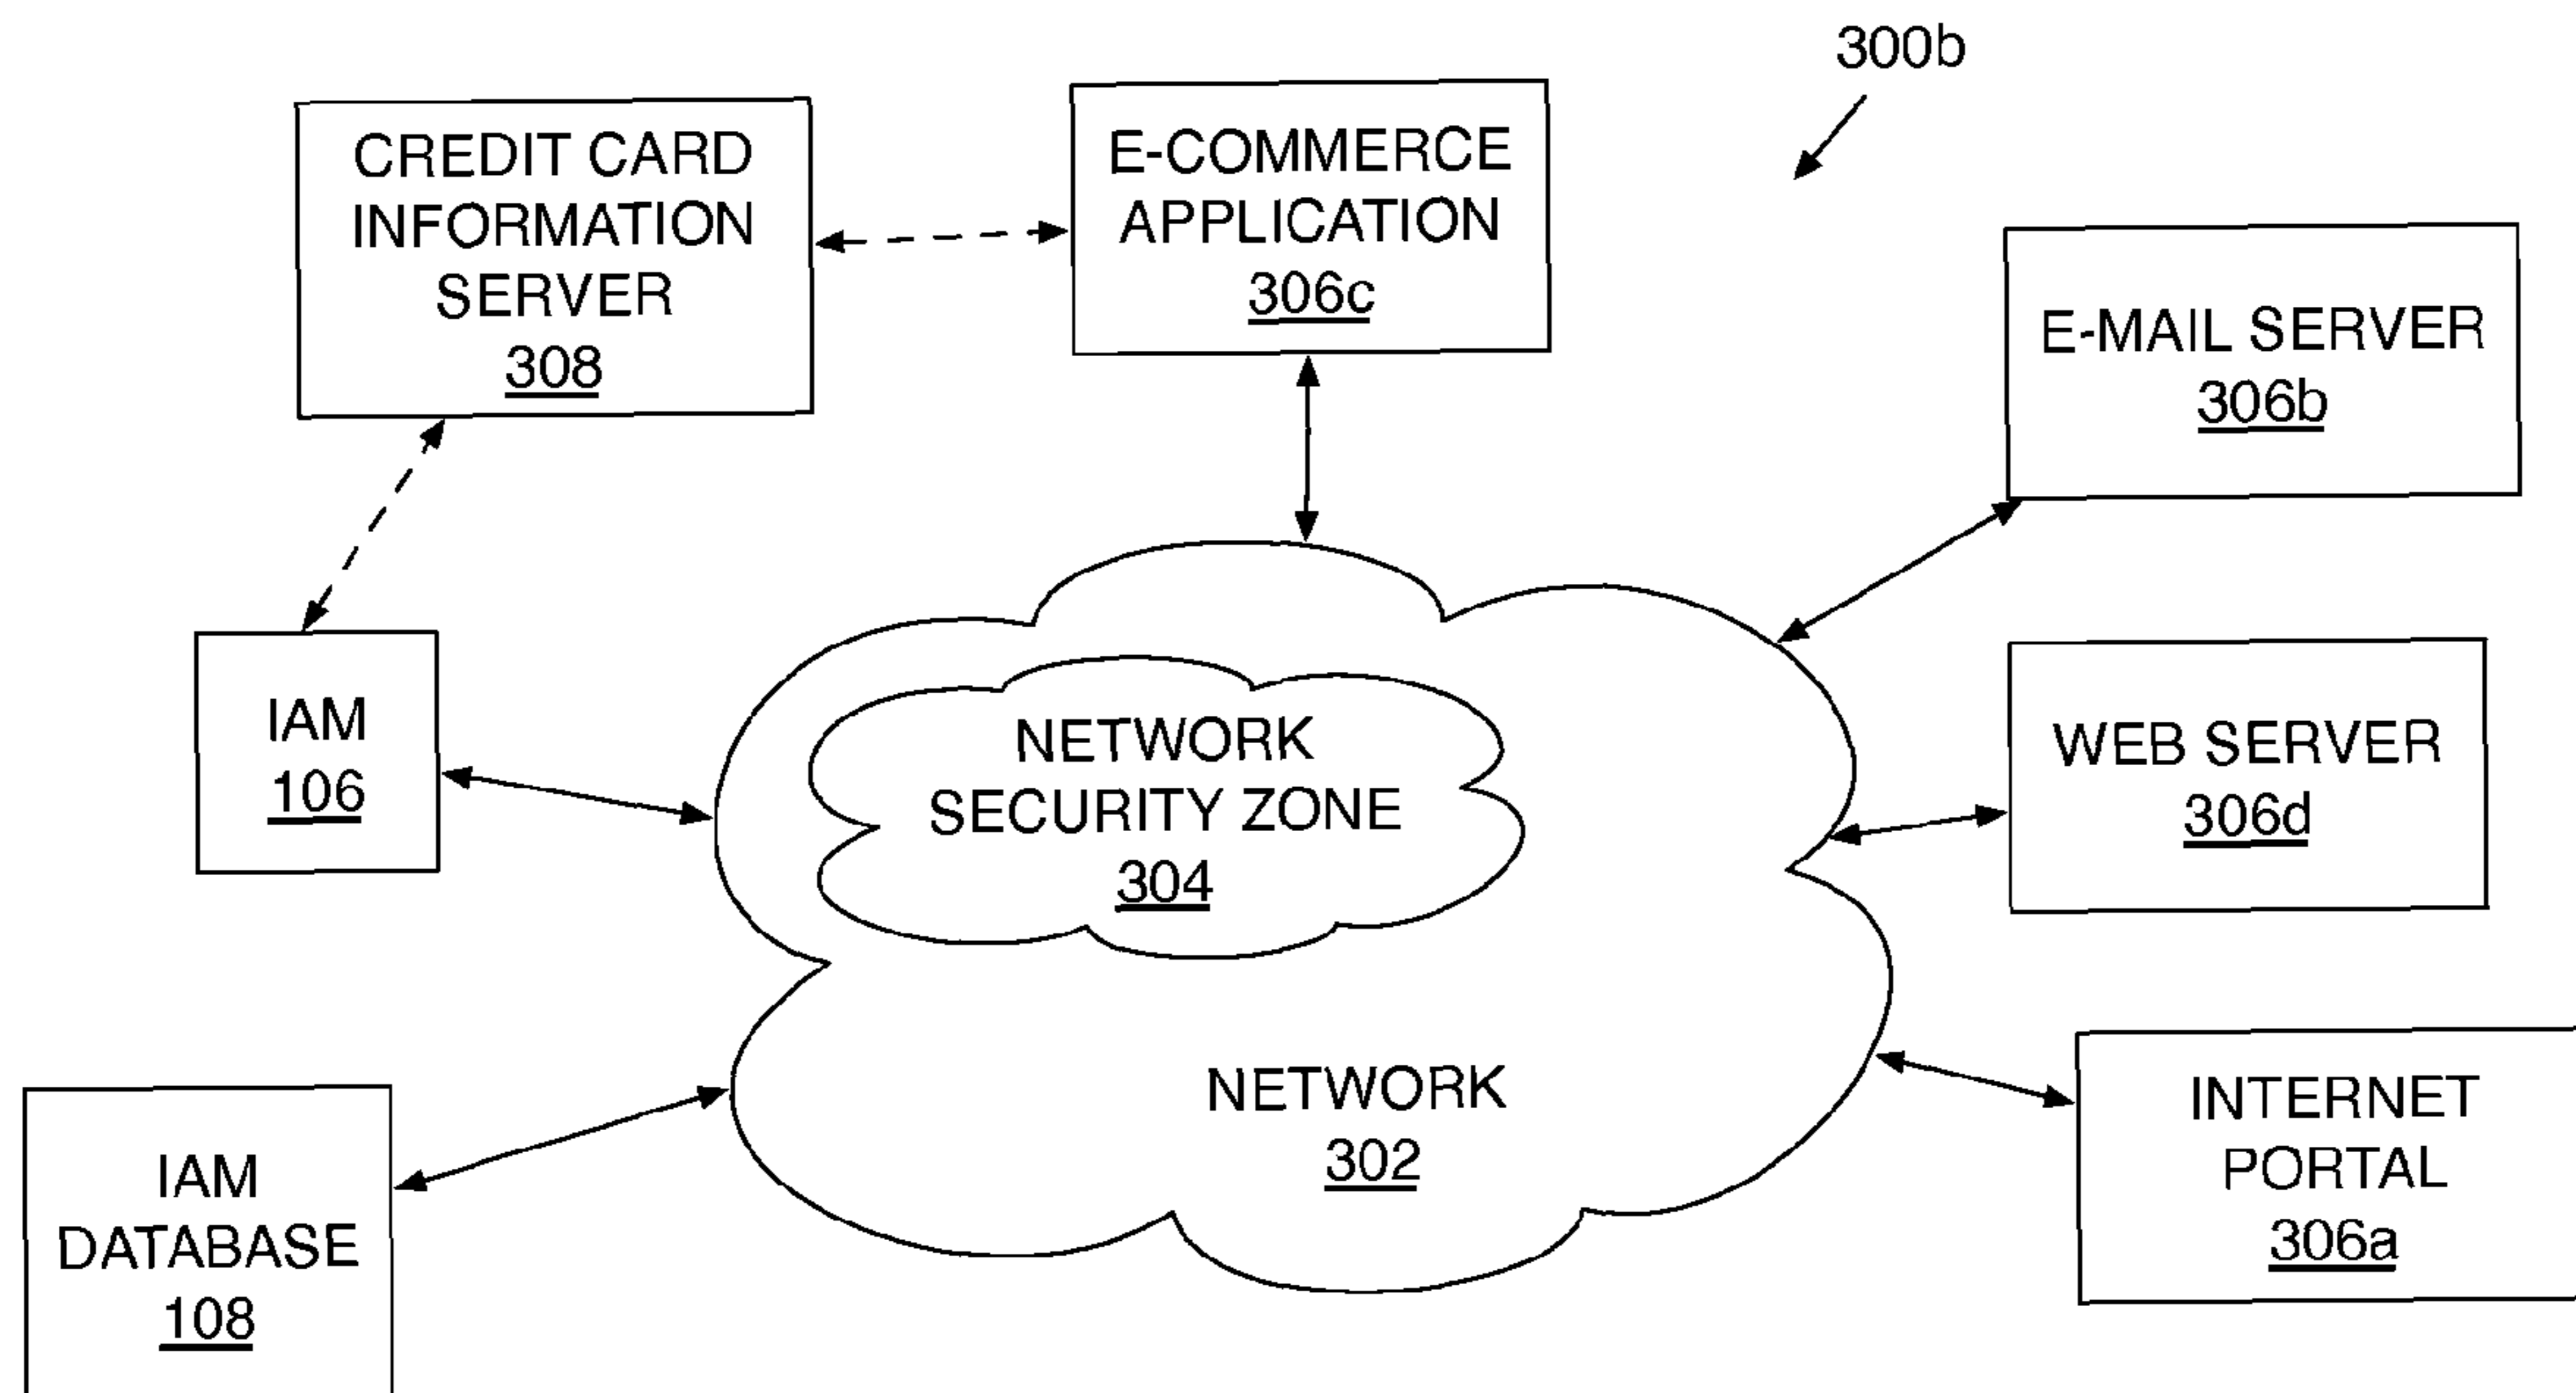 300b
CREDIT CARD
INFORMATION
SERVER
308
E-COMMERCE
APPLICATION
306c
E-MAIL SERVER
306b
IAM
106
NETWORK
SECURITY ZONE
304
WEB SERVER
306d
NETWORK
302
IAM
DATABASE
108
INTERNET
PORTAL
306a